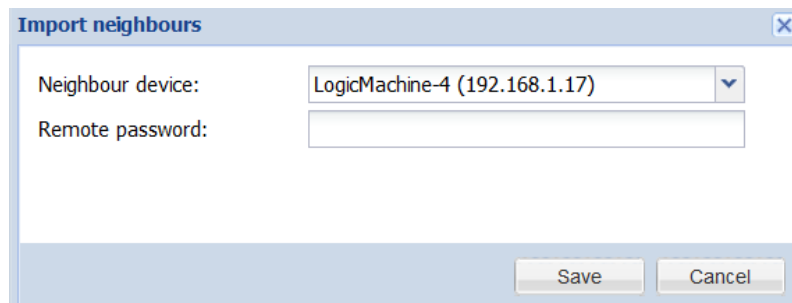 Import neighbours
Neighbour device: LogicMachine-4 (192.168.1.17)
Remote password:
Save Cancel